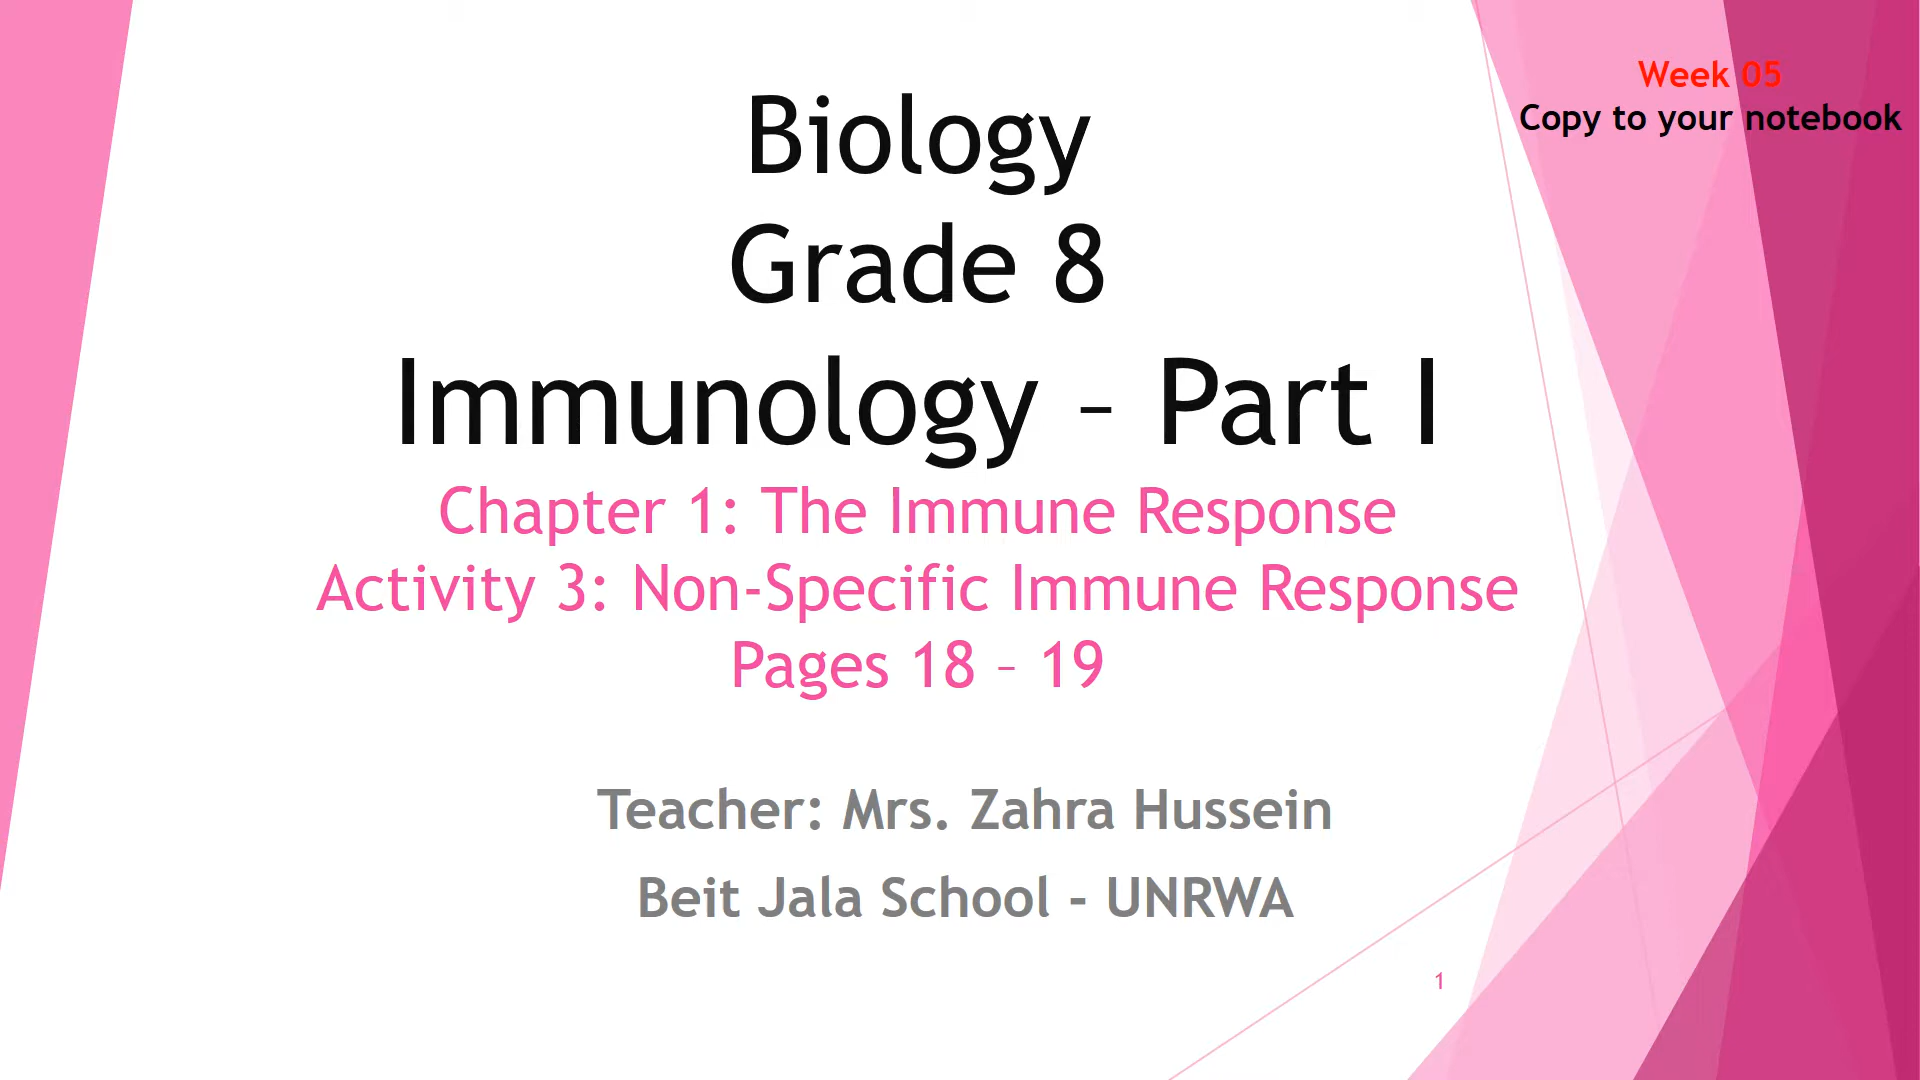 Week 05
Copy to your notebook
Biology
Grade 8
Immunology – Part I
Chapter 1: The Immune Response
Activity 3: Non-Specific Immune Response
Pages 18 – 19
Teacher: Mrs. Zahra Hussein
Beit Jala School - UNRWA
1